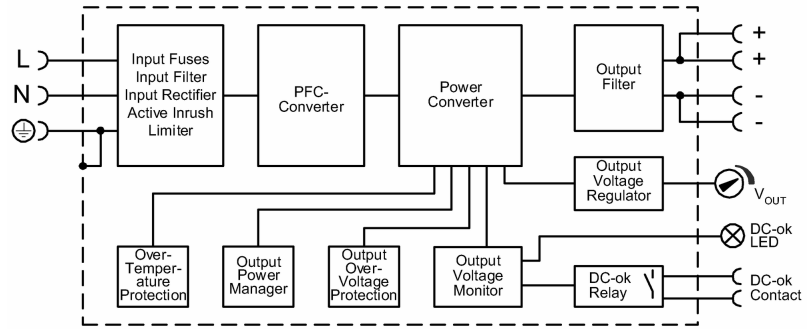 L
N
Input Fuses
Input Filter
Input Rectifier
Active Inrush
Limiter
PFC-
Converter
Power
Converter
Output
Filter
+
+
-
-
Output
Voltage
Regulator
VOUT
Over-
Temper-
ature
Protection
Output
Power
Manager
Output
Over-
Voltage
Protection
Output
Voltage
Monitor
DC-ok
Relay
DC-ok
LED
DC-ok
Contact